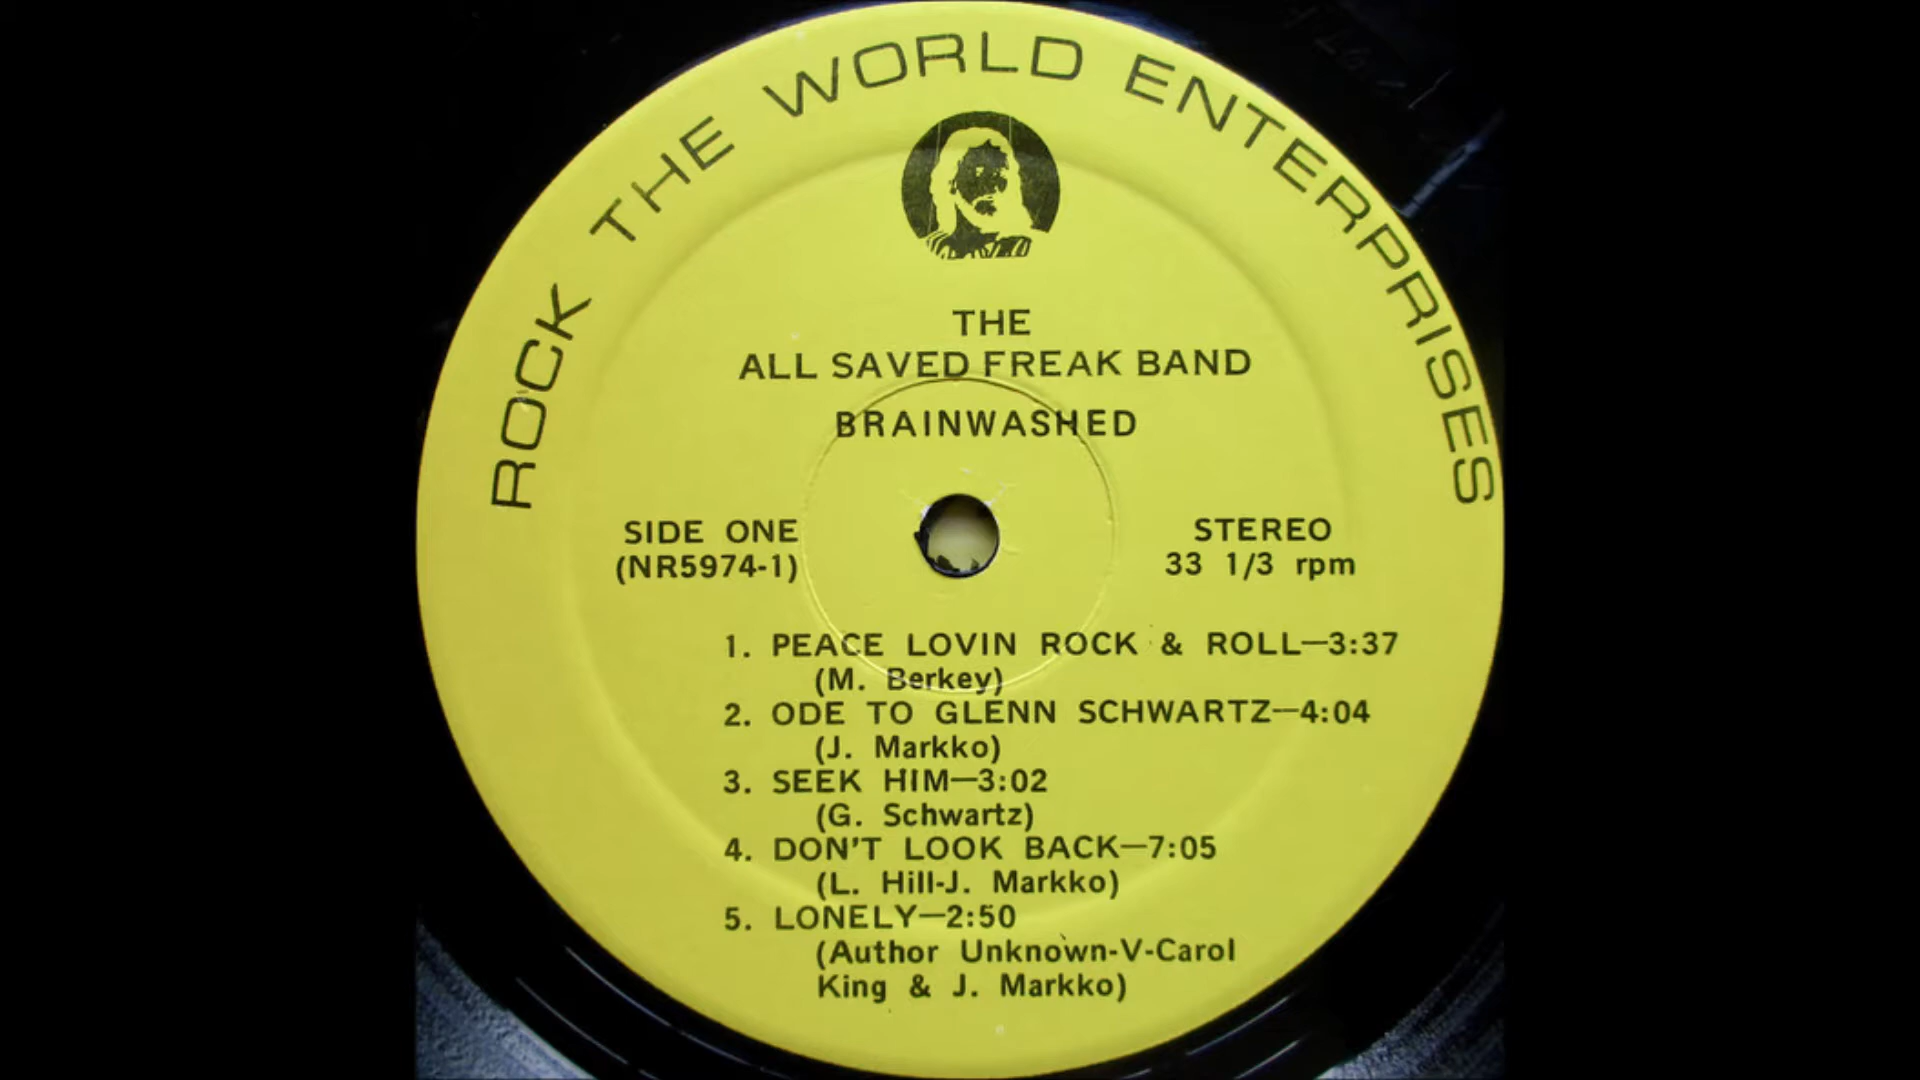 ROCK THE WORLD ENTERPRISES
THE
ALL SAVED FREAK BAND
BRAINWASHED
SIDE ONE
(NR5974-1)
STEREO
33 1/3 rpm
1. PEACE LOVIN ROCK & ROLL—3:37
(M. Berkey)
2. ODE TO GLENN SCHWARTZ—4:04
(J. Markko)
3. SEEK HIM—3:02
(G. Schwartz)
4. DON'T LOOK BACK—7:05
(L. Hill-J. Markko)
5. LONELY—2:50
(Author Unknown-V-Carol
King & J. Markko)